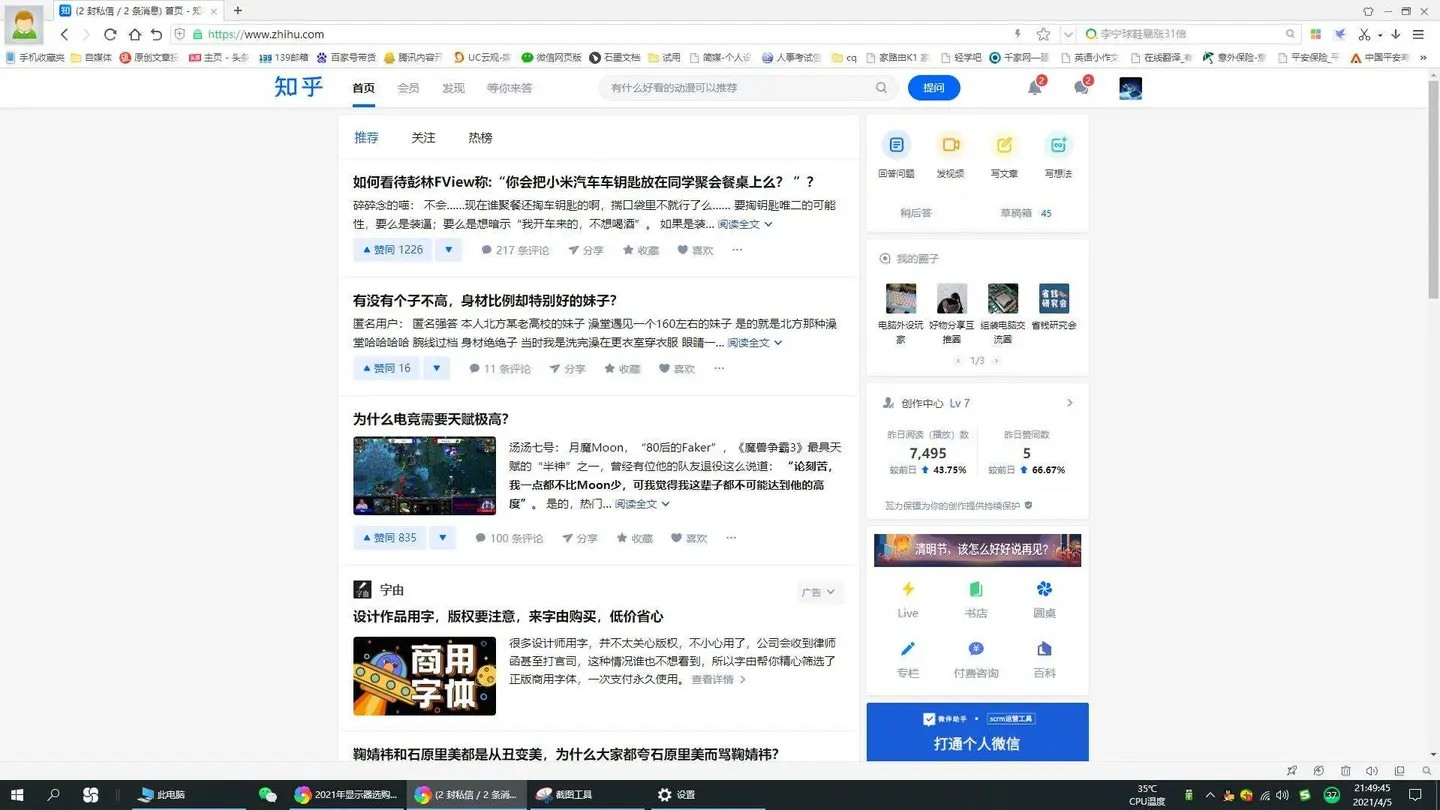 (2 封私信 / 2 条消息) 首页 - 知
https://www.zhihu.com
李宁球鞋暴涨31倍
手机收藏夹 自媒体 原创文章 主页 - 头条 139邮箱 百家号带货 腾讯内容开 UC云观- 微信网页版 石墨文档 试用 简媒-个人设 人事考试 cq 家路由K1 轻学吧 千家网— 英语小作文 在线翻译_ 意外保险- 平安保险_平 中国平安
知乎 首页 会员 发现 等你来答 有什么好看的动漫可以推荐 提问 2 2
推荐 关注 热榜
如何看待彭林FView称:“你会把小米汽车车钥匙放在同学聚会餐桌上么？ ”？
碎碎念的喵： 不会......现在谁聚餐还掏车钥匙的啊，揣口袋里不就行了么...... 要掏钥匙唯二的可能
性，要么是装逼；要么是想暗示“我开车来的，不想喝酒”。 如果是装... 阅读全文
赞同 1226 217 条评论 分享 收藏 喜欢 ...
有没有个子不高，身材比例却特别好的妹子?
匿名用户： 匿名强答 本人北方某老高校的妹子 澡堂遇见一个160左右的妹子 是的就是北方那种澡
堂哈哈哈哈 腕线过档 身材绝绝子 当时我是洗完澡在更衣室穿衣服 眼睛一... 阅读全文
赞同 16 11 条评论 分享 收藏 喜欢 ...
为什么电竞需要天赋极高?
汤汤七号： 月魔Moon，“80后的Faker”，《魔兽争霸3》最具天
赋的“半神”之一，曾经有位他的队友退役这么说道： “论刻苦，
我一点都不比Moon少，可我觉得我这辈子都不可能达到他的高
度”。 是的，热门... 阅读全文
赞同 835 100 条评论 分享 收藏 喜欢 ...
字由 广告
设计作品用字，版权要注意，来字由购买，低价省心
很多设计师用字，并不太关心版权，不小心用了，公司会收到律师
函甚至打官司，这种情况谁也不想看到，所以字由帮你精心筛选了
正版商用字体，一次支付永久使用。 查看详情
商用
字体
鞠婧祎和石原里美都是从丑变美，为什么大家都夸石原里美而骂鞠婧祎?
回答问题 发视频 写文章 写想法
稍后答 草稿箱 45
我的圈子
省钱
研究会
电脑外设玩 好物分享互 组装电脑交 省钱研究会
家 推圈 流圈
1/3
创作中心 Lv 7
昨日阅读（播放）数 昨日赞同数
7,495 5
较前日 43.75% 较前日 66.67%
瓦力保镖为你的创作提供持续保护
清明节，该怎么好好说再见?
Live 书店 圆桌
专栏 付费咨询 百科
微伴助手 • scrm运营工具
打通个人微信
此电脑 2021年显示器选购... (2 封私信 / 2 条消... 截图工具 设置
35℃
CPU温度
37
21:49:45
2021/4/5